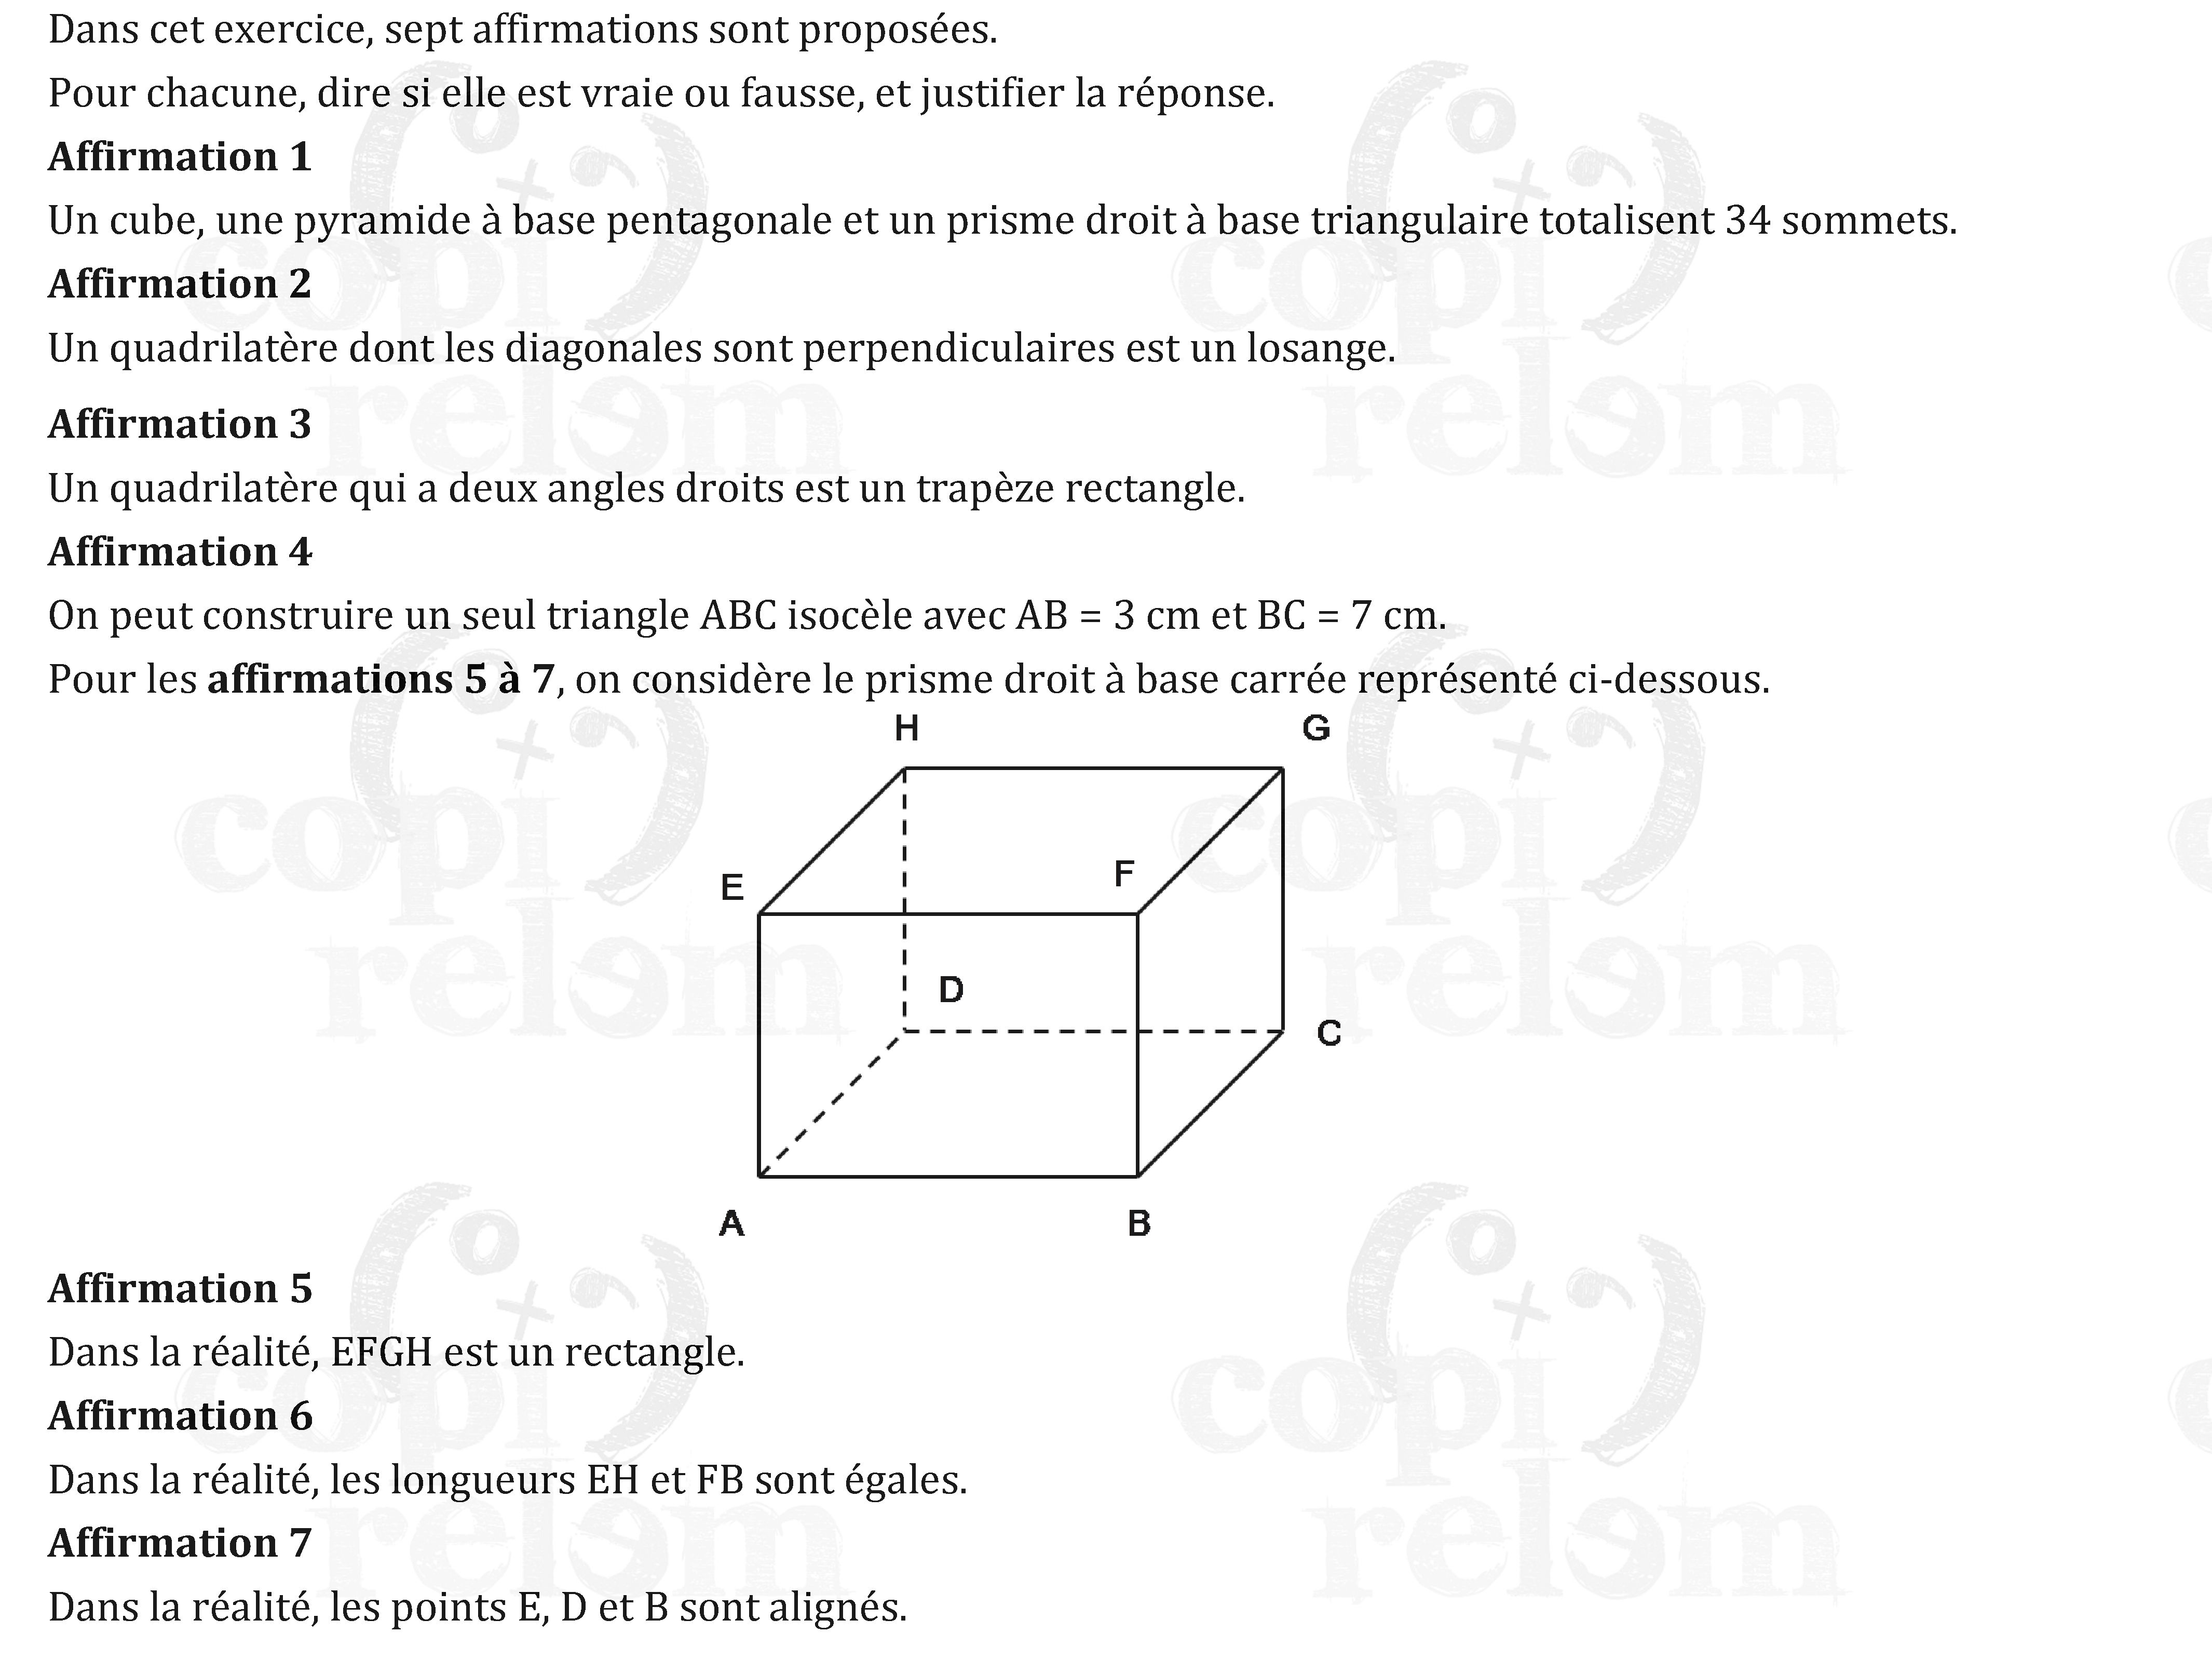 Dans cet exercice, sept affirmations sont proposées.
Pour chacune, dire si elle est vraie ou fausse, et justifier la réponse.
Affirmation 1
Un cube, une pyramide à base pentagonale et un prisme droit à base triangulaire totalisent 34 sommets.
Affirmation 2
Un quadrilatère dont les diagonales sont perpendiculaires est un losange.
Affirmation 3
Un quadrilatère qui a deux angles droits est un trapèze rectangle.
Affirmation 4
On peut construire un seul triangle ABC isocèle avec AB = 3 cm et BC = 7 cm.
Pour les affirmations 5 à 7, on considère le prisme droit à base carrée représenté ci-dessous.
H G
E F
D
C
A B
Affirmation 5
Dans la réalité, EFGH est un rectangle.
Affirmation 6
Dans la réalité, les longueurs EH et FB sont égales.
Affirmation 7
Dans la réalité, les points E, D et B sont alignés.
copi
relem
copi
relem
copi
relem
copi
relem
copi
relem
copi
relem